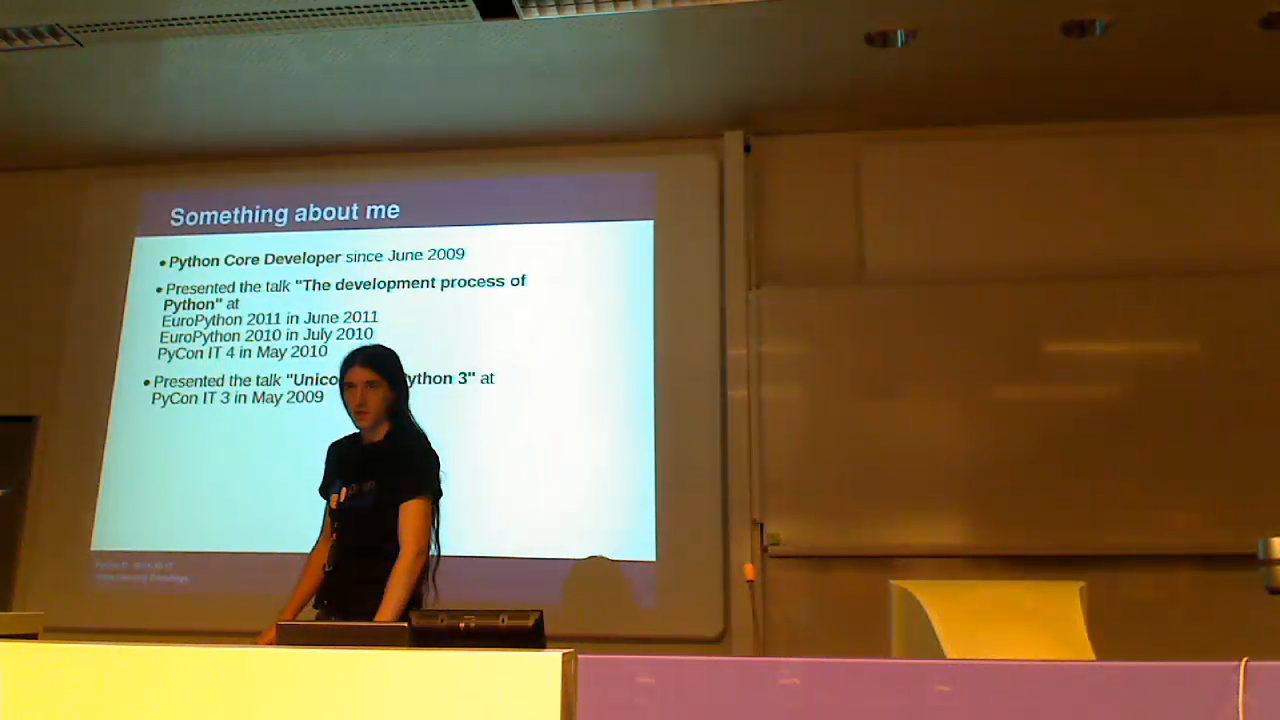 Something about me
• Python Core Developer since June 2009
• Presented the talk "The development process of
Python" at
EuroPython 2011 in June 2011
EuroPython 2010 in July 2010
PyCon IT 4 in May 2010
• Presented the talk "Unico ython 3" at
PyCon IT 3 in May 2009